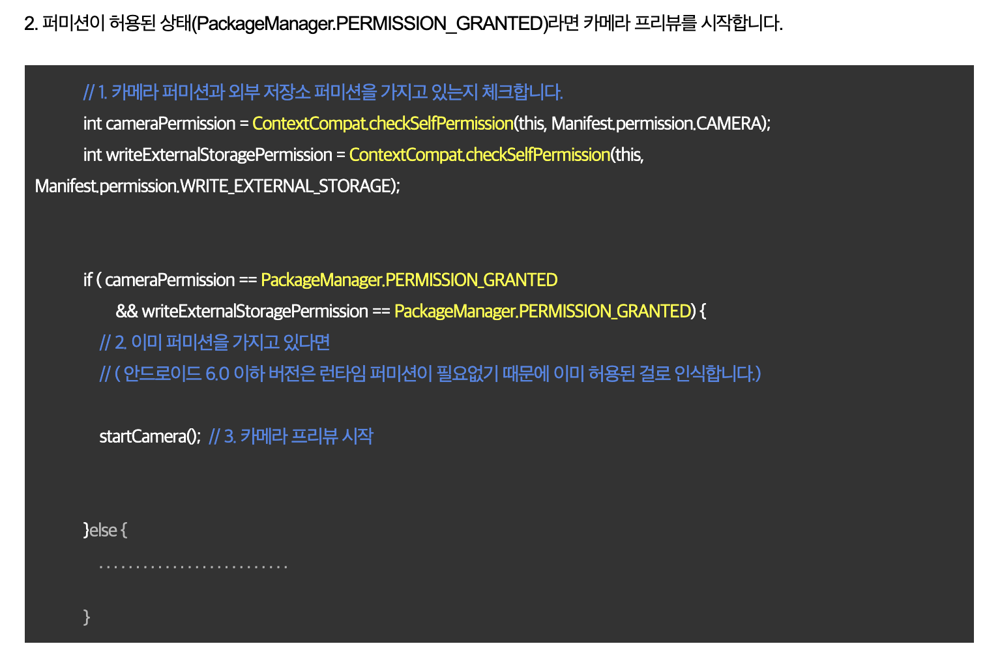 2. 퍼미션이 허용된 상태(PackageManager.PERMISSION_GRANTED)라면 카메라 프리뷰를 시작합니다.
// 1. 카메라 퍼미션과 외부 저장소 퍼미션을 가지고 있는지 체크합니다.
int cameraPermission = ContextCompat.checkSelfPermission(this, Manifest.permission.CAMERA);
int writeExternalStoragePermission = ContextCompat.checkSelfPermission(this,
Manifest.permission.WRITE_EXTERNAL_STORAGE);
if ( cameraPermission == PackageManager.PERMISSION_GRANTED
&& writeExternalStoragePermission == PackageManager.PERMISSION_GRANTED) {
// 2. 이미 퍼미션을 가지고 있다면
// ( 안드로이드 6.0 이하 버전은 런타임 퍼미션이 필요없기 때문에 이미 허용된 걸로 인식합니다.)
startCamera(); // 3. 카메라 프리뷰 시작
}else {
. . . . . . . . . . . . . . . . . . . . . . . . . .
}